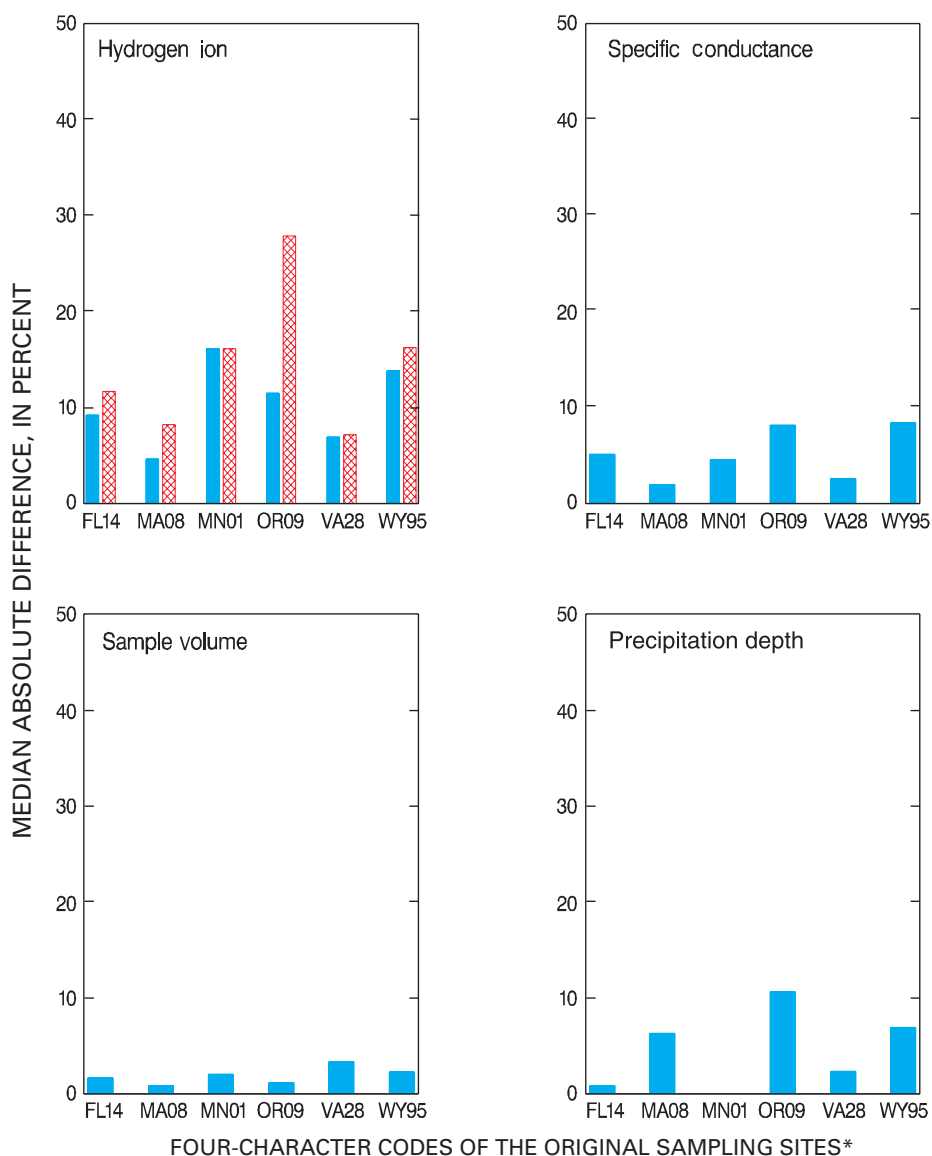 MEDIAN ABSOLUTE DIFFERENCE, IN PERCENT
Hydrogen ion
50
40
30
20
10
0
FL14 MA08 MN01 OR09 VA28 WY95
Specific conductance
50
40
30
20
10
0
FL14 MA08 MN01 OR09 VA28 WY95
Sample volume
50
40
30
20
10
0
FL14 MA08 MN01 OR09 VA28 WY95
Precipitation depth
50
40
30
20
10
0
FL14 MA08 MN01 OR09 VA28 WY95
FOUR-CHARACTER CODES OF THE ORIGINAL SAMPLING SITES*